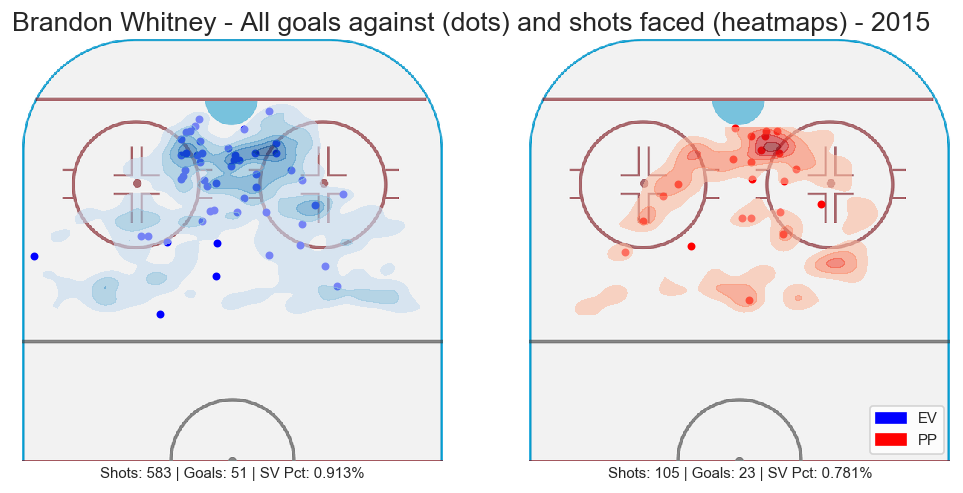 Brandon Whitney - All goals against (dots) and shots faced (heatmaps) - 2015
EV
PP
Shots: 583 | Goals: 51 | SV Pct: 0.913%
Shots: 105 | Goals: 23 | SV Pct: 0.781%